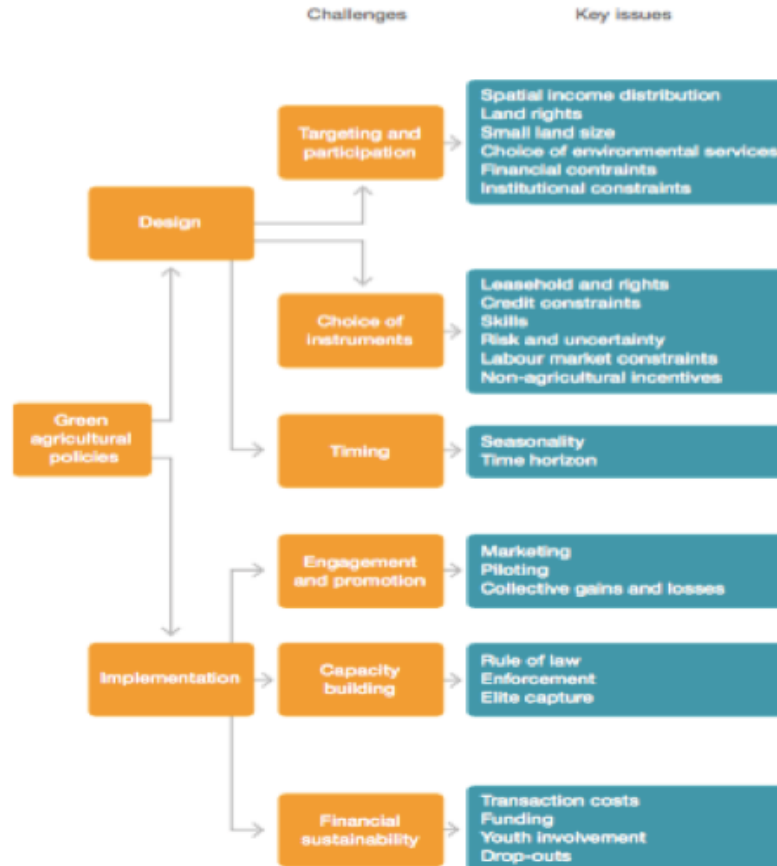 Challenges
Key issues
Targeting and
participation
Spatial income distribution
Land rights
Small land size
Choice of environmental services
Financial contraints
Institutional constraints
Design
Choice of
instruments
Leasehold and rights
Credit constraints
Skills
Risk and uncertainty
Labour market constraints
Non-agricultural incentives
Green
agricultural
policies
Timing
Seasonality
Time horizon
Engagement
and promotion
Marketing
Piloting
Collective gains and losses
Implementation
Capacity
building
Rule of law
Enforcement
Elite capture
Financial
sustainability
Transaction costs
Funding
Youth involvement
Drop-outs